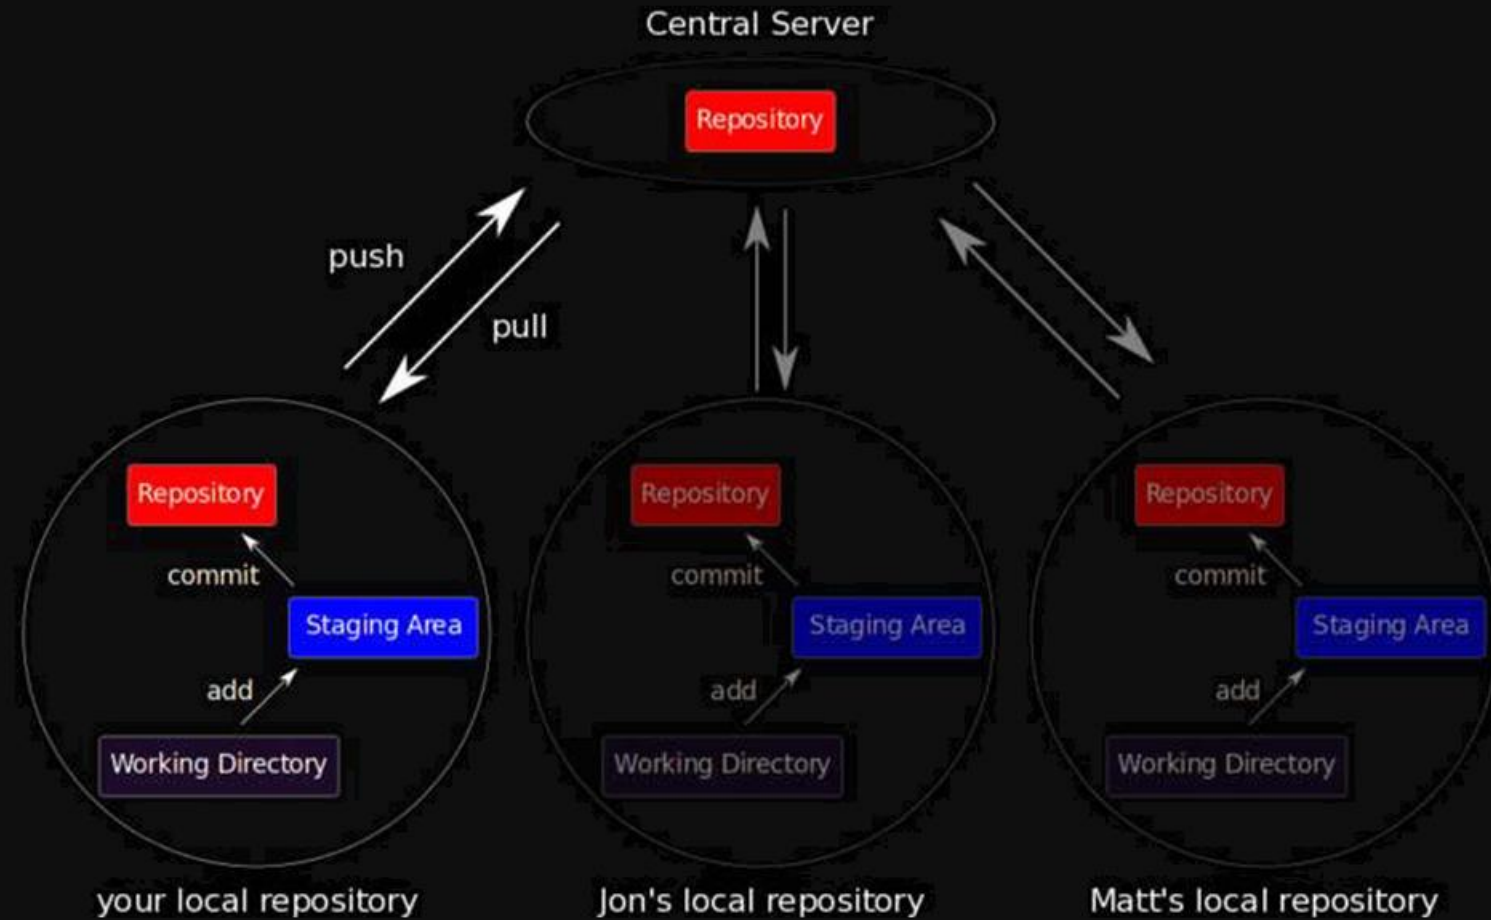 Central Server
Repository
push
pull
Repository
commit
Staging Area
add
Working Directory
your local repository
Repository
commit
Staging Area
add
Working Directory
Jon's local repository
Repository
commit
Staging Area
add
Working Directory
Matt's local repository